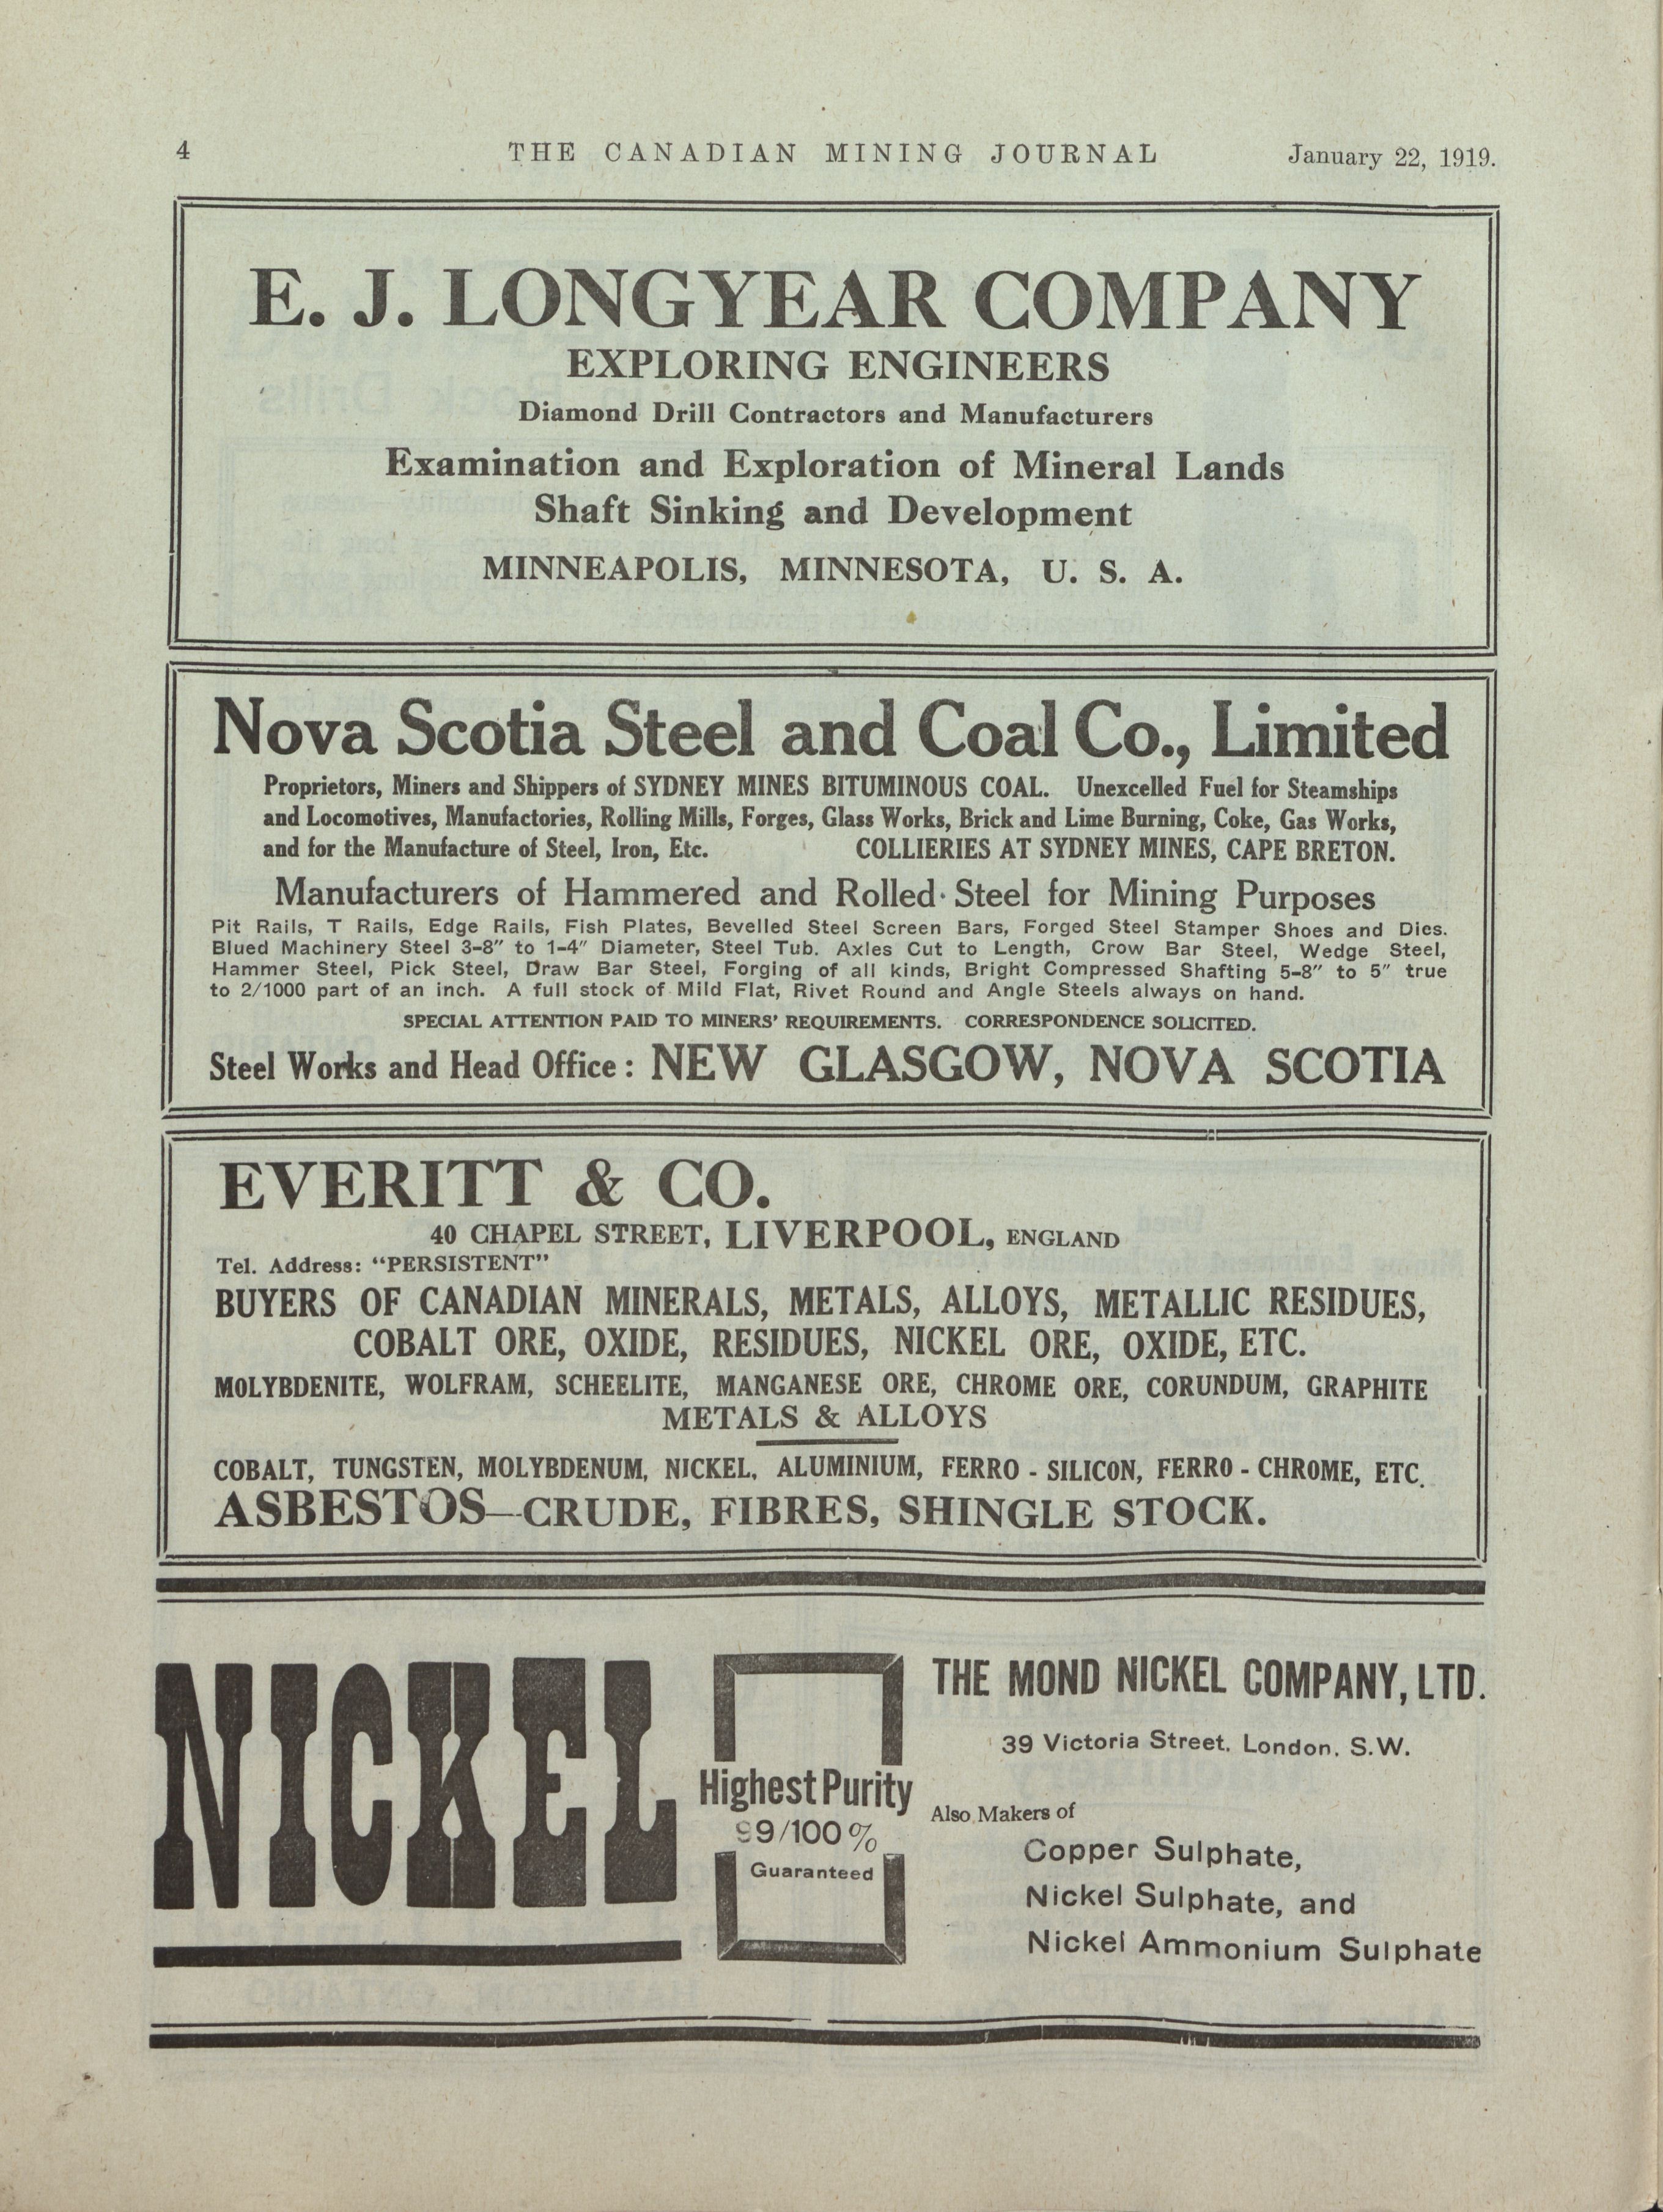 4 THE CANADIAN MINING JOURNAL January 22, 1919.
E. J. LONGYEAR COMPANY
EXPLORING ENGINEERS
Diamond Drill Contractors and Manufacturers
Examination and Exploration of Mineral Lands
Shaft Sinking and Development
MINNEAPOLIS, MINNESOTA, U. S. A.
Nova Scotia Steel and Coal Co., Limited
Proprietors, Miners and Shippers of SYDNEY MINES BITUMINOUS COAL. Unexcelled Fuel for Steamships
and Locomotives, Manufactories, Rolling Mills, Forges, Glass Works, Brick and Lime Burning, Coke, Gas Works,
and for the Manufacture of Steel, Iron, Etc. COLLIERIES AT SYDNEY MINES, CAPE BRETON.
Manufacturers of Hammered and Rolled Steel for Mining Purposes
Pit Rails, T Rails, Edge Rails, Fish Plates, Bevelled Steel Screen Bars, Forged Steel Stamper Shoes and Dies.
Blued Machinery Steel 3-8″ to 1-4″ Diameter, Steel Tub. Axles Cut to Length, Crow Bar Steel, Wedge Steel,
Hammer Steel, Pick Steel, Draw Bar Steel, Forging of all kinds, Bright Compressed Shafting 5-8″ to 5″ true
to 2/1000 part of an inch. A full stock of Mild Flat, Rivet Round and Angle Steels always on hand.
SPECIAL ATTENTION PAID TO MINERS' REQUIREMENTS. CORRESPONDENCE SOLICITED.
Steel Works and Head Office : NEW GLASGOW, NOVA SCOTIA
EVERITT & CO.
40 CHAPEL STREET, LIVERPOOL, ENGLAND
Tel. Address: "PERSISTENT"
BUYERS OF CANADIAN MINERALS, METALS, ALLOYS, METALLIC RESIDUES,
COBALT ORE, OXIDE, RESIDUES, NICKEL ORE, OXIDE, ETC.
MOLYBDENITE, WOLFRAM, SCHEELITE, MANGANESE ORE, CHROME ORE, CORUNDUM, GRAPHITE
METALS & ALLOYS
COBALT, TUNGSTEN, MOLYBDENUM, NICKEL, ALUMINIUM, FERRO - SILICON, FERRO - CHROME, ETC.
ASBESTOS—CRUDE, FIBRES, SHINGLE STOCK.
NICKEL
Highest Purity
99/100 %
Guaranteed
THE MOND NICKEL COMPANY, LTD.
39 Victoria Street, London, S.W.
Also Makers of
Copper Sulphate,
Nickel Sulphate, and
Nickel Ammonium Sulphate